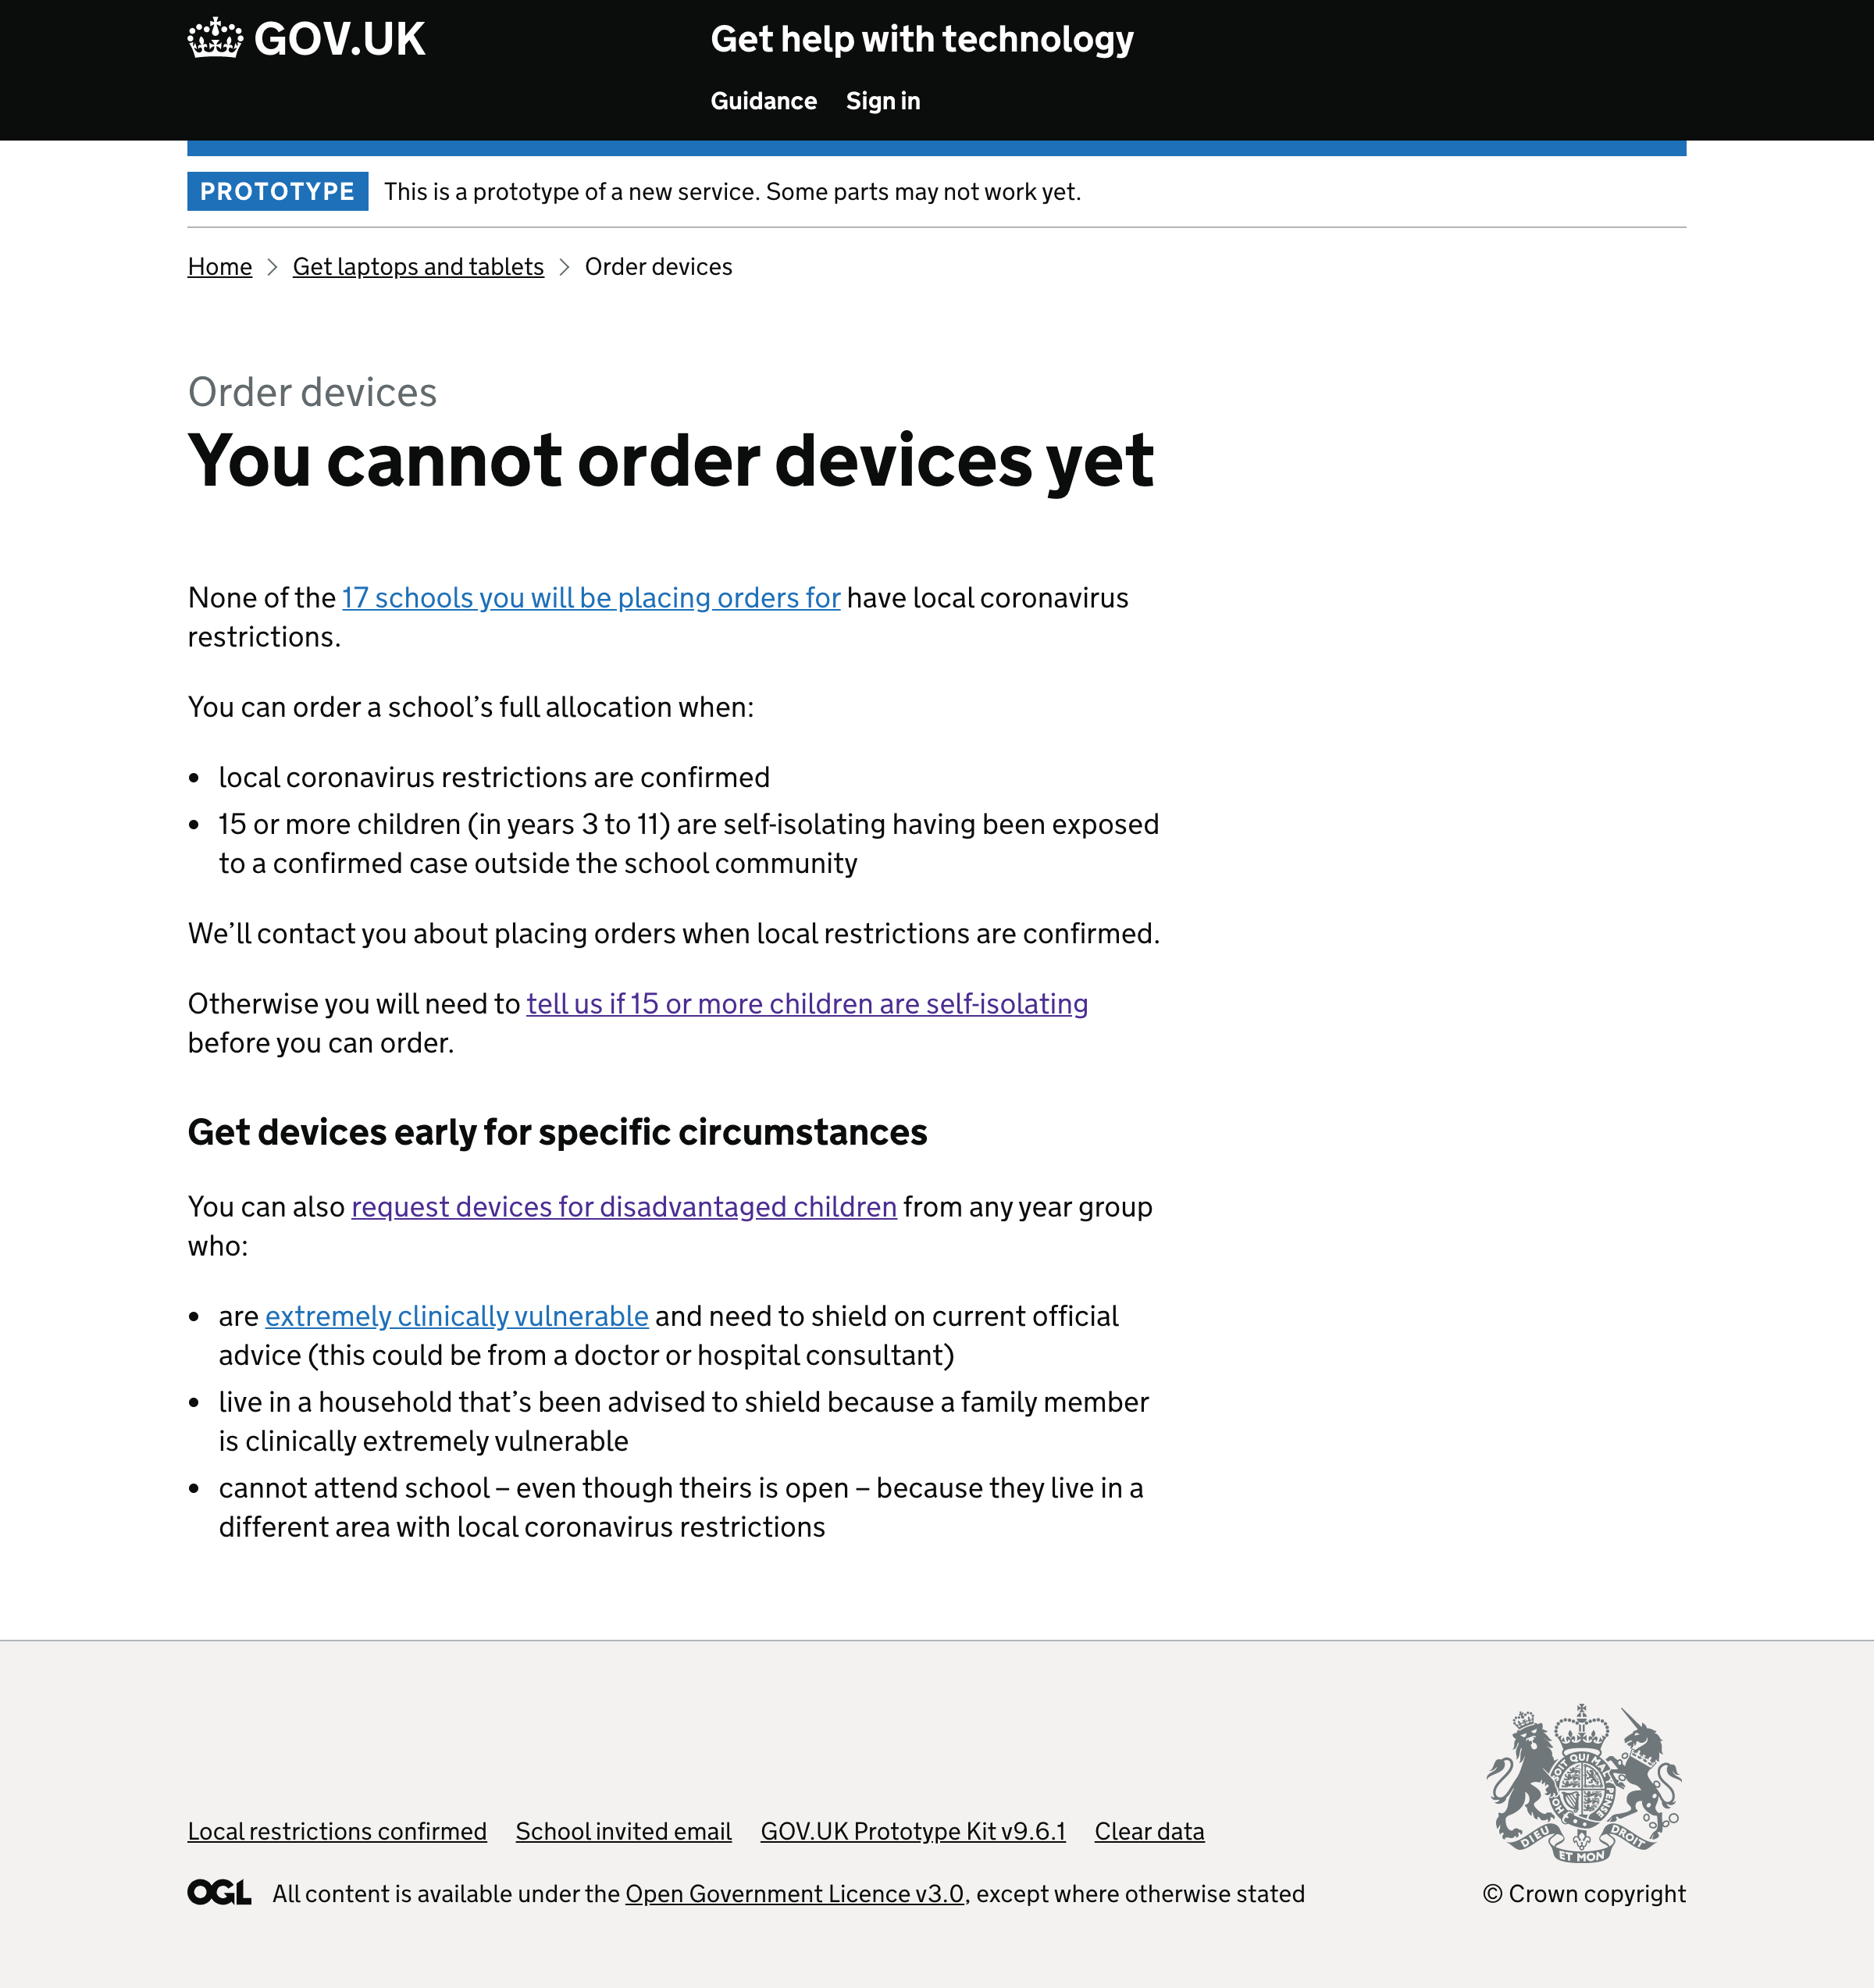 GOV.UK
Get help with technology
Guidance Sign in
PROTOTYPE This is a prototype of a new service. Some parts may not work yet.
Home > Get laptops and tablets > Order devices
Order devices
You cannot order devices yet
None of the 17 schools you will be placing orders for have local coronavirus
restrictions.
You can order a school’s full allocation when:
• local coronavirus restrictions are confirmed
• 15 or more children (in years 3 to 11) are self-isolating having been exposed
to a confirmed case outside the school community
We’ll contact you about placing orders when local restrictions are confirmed.
Otherwise you will need to tell us if 15 or more children are self-isolating
before you can order.
Get devices early for specific circumstances
You can also request devices for disadvantaged children from any year group
who:
• are extremely clinically vulnerable and need to shield on current official
advice (this could be from a doctor or hospital consultant)
• live in a household that’s been advised to shield because a family member
is clinically extremely vulnerable
• cannot attend school – even though theirs is open – because they live in a
different area with local coronavirus restrictions
Local restrictions confirmed School invited email GOV.UK Prototype Kit v9.6.1 Clear data
OGL All content is available under the Open Government Licence v3.0, except where otherwise stated
DIEU ET MON DROIT
© Crown copyright